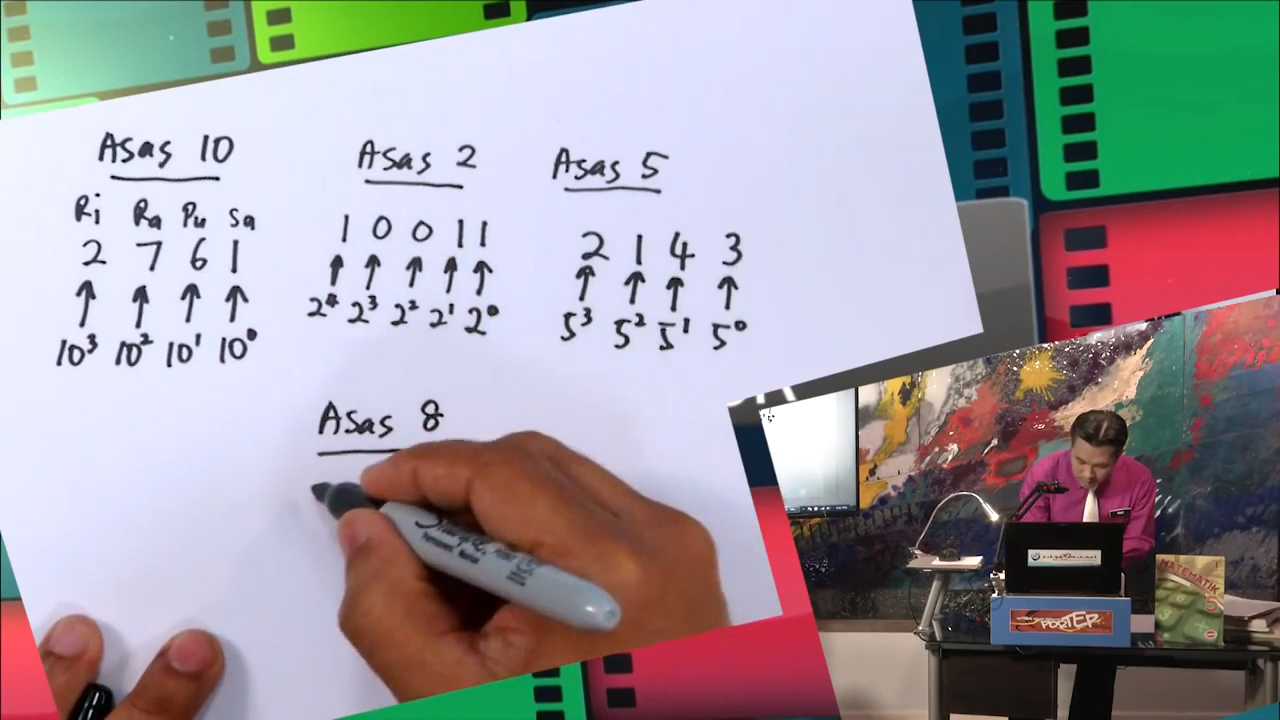 Asas 10
Ri Ra Pu Sa
2 7 6 1
10³ 10² 10¹ 10⁰
Asas 2
1 0 0 1 1
2⁴ 2³ 2² 2¹ 2⁰
Asas 5
2 1 4 3
5³ 5² 5¹ 5⁰
Asas 8
MATEMATIK
5
POSTER